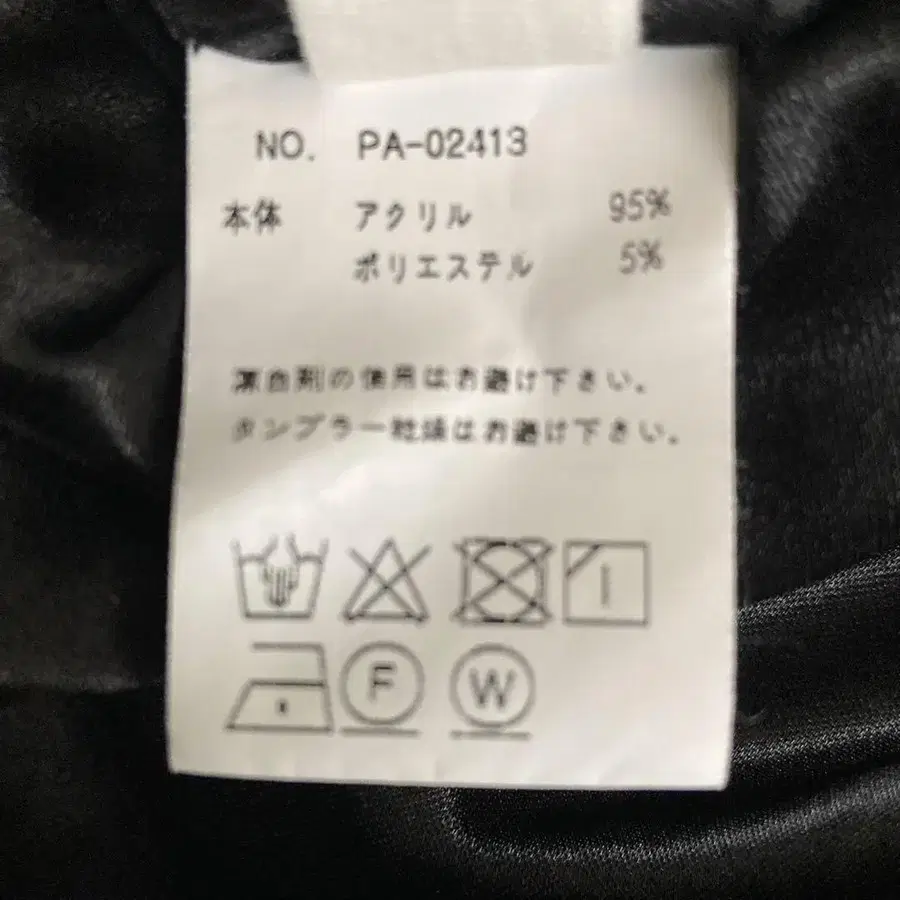 NO. PA-02413
本体 アクリル 95%
ポリエステル 5%
漂白剤の使用はお避け下さい。
タンブラー乾燥はお避け下さい。
F W